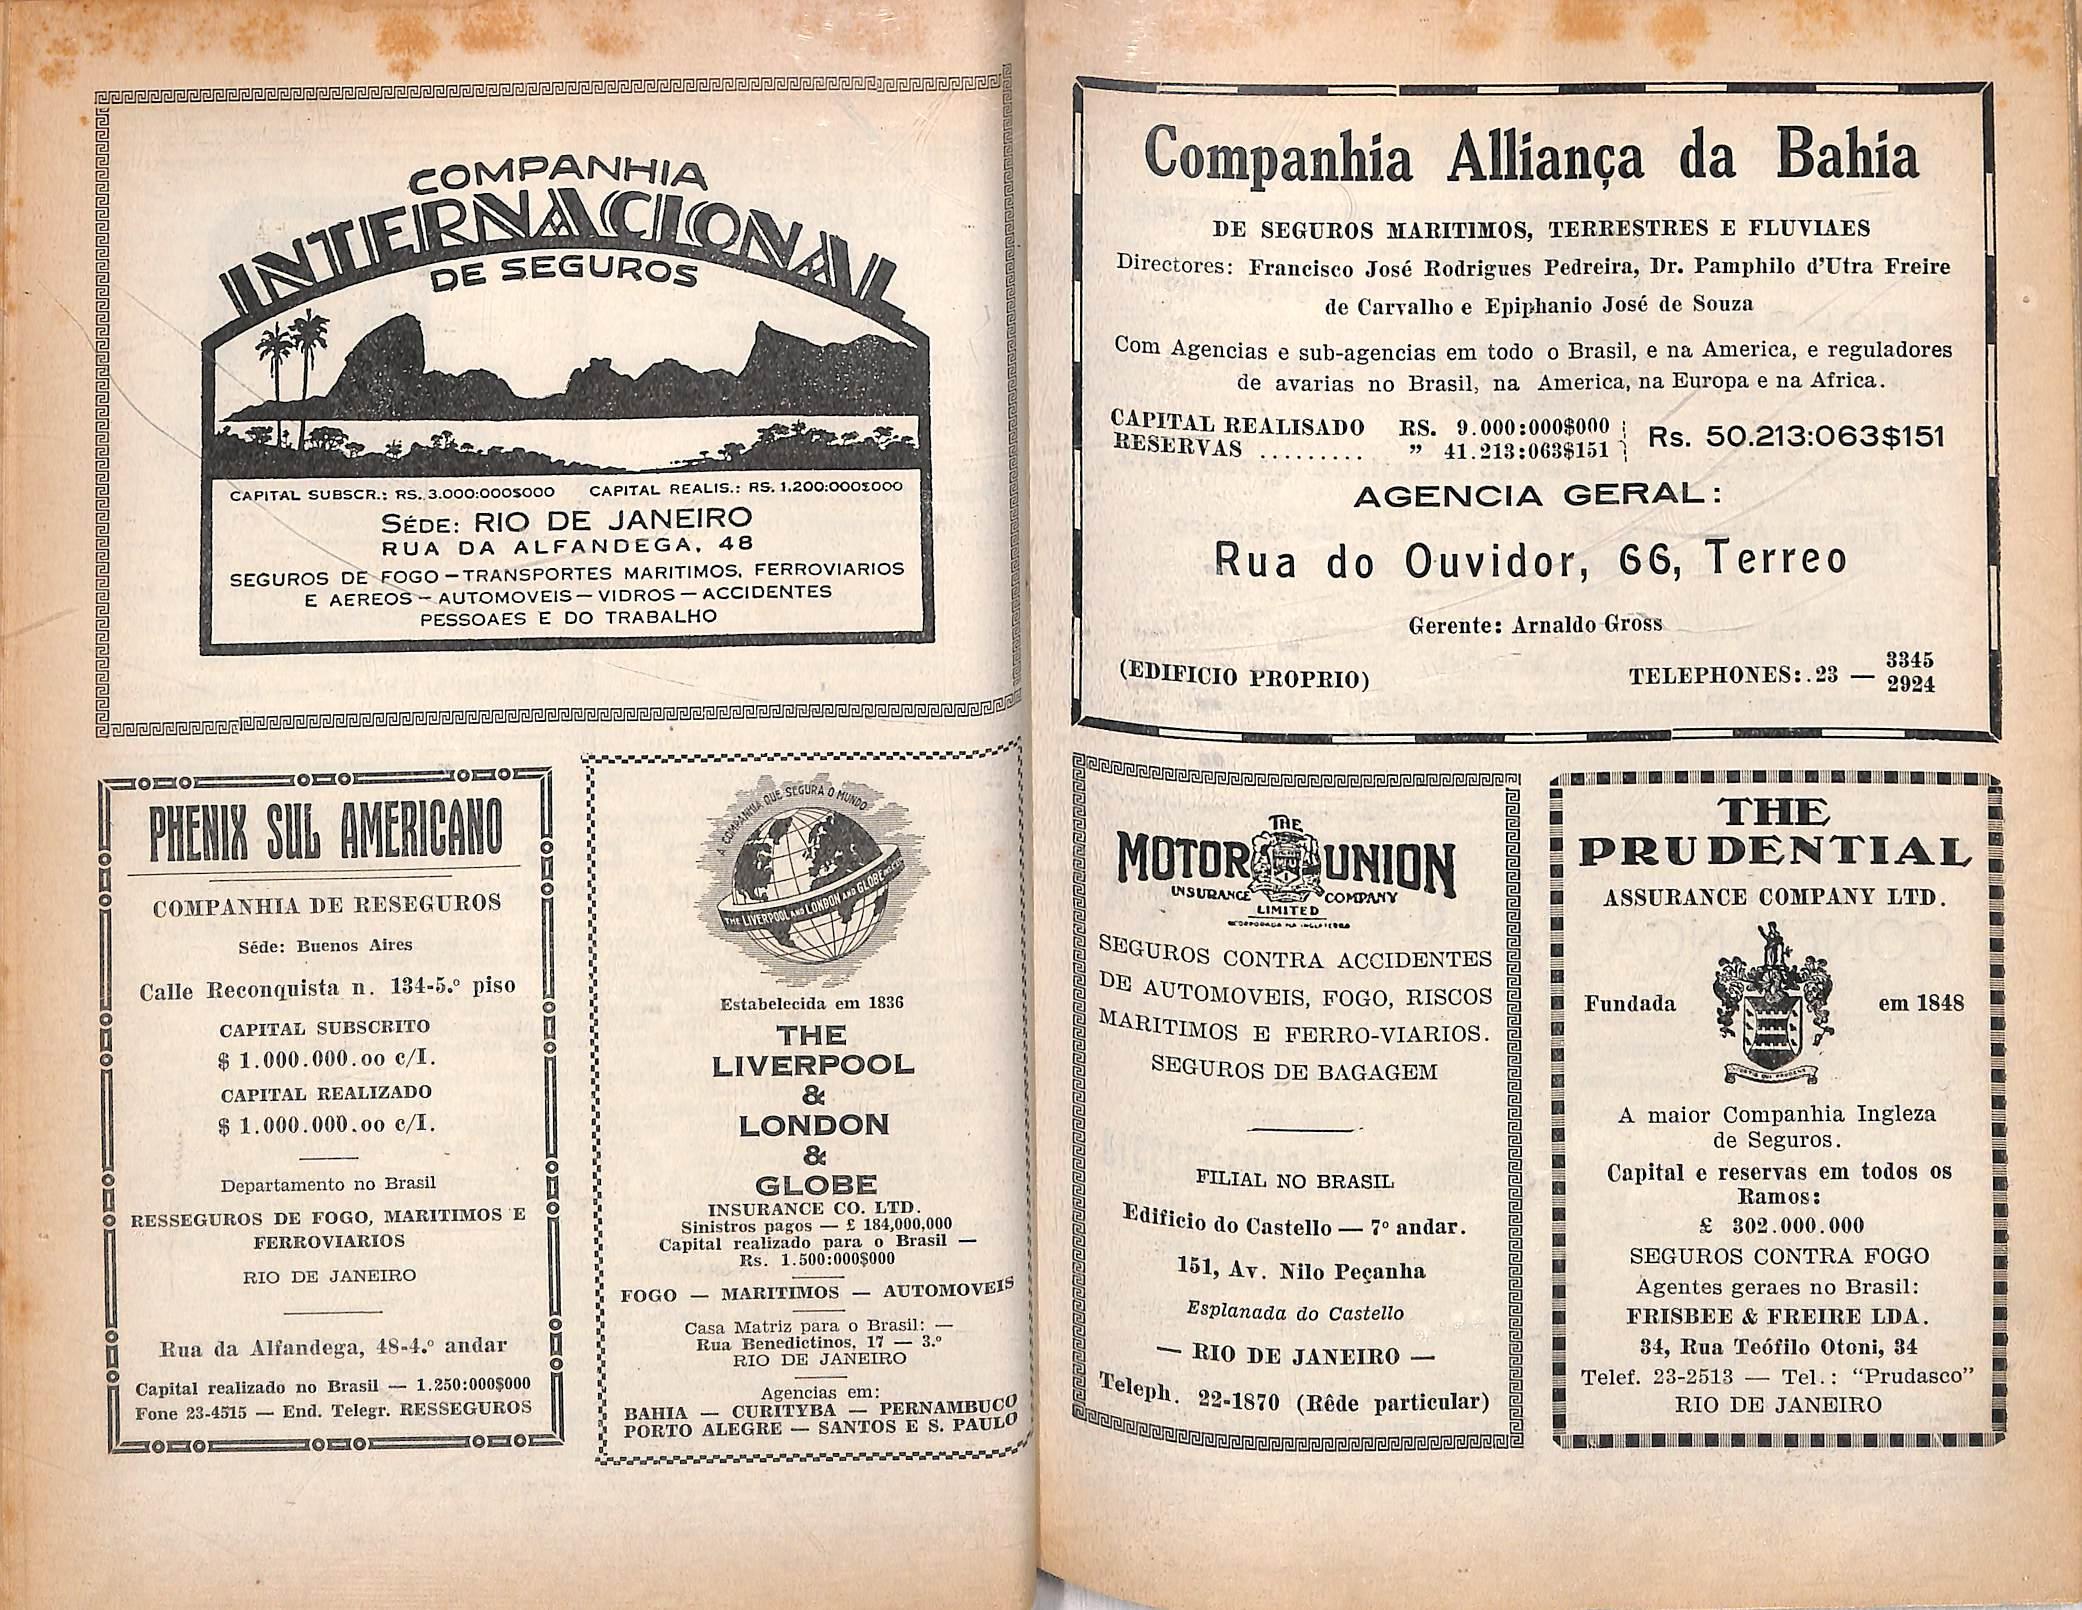 COMPANHIA
INTERNACIONAL
DE SEGUROS
CAPITAL SUBSCR.: RS. 3.000:000$000 CAPITAL REALIS.: RS. 1.200:000$000
SÉDE: RIO DE JANEIRO
RUA DA ALFANDEGA, 48
SEGUROS DE FOGO — TRANSPORTES MARITIMOS, FERROVIARIOS
E AEREOS — AUTOMOVEIS — VIDROS — ACCIDENTES
PESSOAES E DO TRABALHO
PHENIX SUL AMERICANO
COMPANHIA DE RESEGUROS
Séde: Buenos Aires
Calle Reconquista n. 134-5.º piso
CAPITAL SUBSCRITO
$ 1.000.000.oo c/l.
CAPITAL REALIZADO
$ 1.000.000.oo c/l.
Departamento no Brasil
RESSEGUROS DE FOGO, MARITIMOS E
FERROVIARIOS
RIO DE JANEIRO
Rua da Alfandega, 48-4.º andar
Capital realizado no Brasil — 1.250:000$000
Fone 23-4515 — End. Telegr. RESSEGUROS
A COMPANHIA QUE SEGURA O MUNDO
THE LIVERPOOL AND LONDON AND GLOBE
Estabelecida em 1836
THE
LIVERPOOL
&
LONDON
&
GLOBE
INSURANCE CO. LTD.
Sinistros pagos — £ 184,000,000
Capital realizado para o Brasil —
Rs. 1.500:000$000
FOGO — MARITIMOS — AUTOMOVEIS
Casa Matriz para o Brasil: —
Rua Benedictinos, 17 — 3.º
RIO DE JANEIRO
Agencias em:
BAHIA — CURITYBA — PERNAMBUCO
PORTO ALEGRE — SANTOS E S. PAULO
Companhia Alliança da Bahia
DE SEGUROS MARITIMOS, TERRESTRES E FLUVIAES
Directores: Francisco José Rodrigues Pedreira, Dr. Pamphilo d'Utra Freire
de Carvalho e Epiphanio José de Souza
Com Agencias e sub-agencias em todo o Brasil, e na America, e reguladores
de avarias no Brasil, na America, na Europa e na Africa.
CAPITAL REALISADO RS. 9.000:000$000
RESERVAS ......... ” 41.213:063$151 } Rs. 50.213:063$151
AGENCIA GERAL:
Rua do Ouvidor, 66, Terreo
Gerente: Arnaldo Gross
(EDIFICIO PROPRIO) TELEPHONES:.23 — 3345
2924
THE
MOTOR UNION
INSURANCE COMPANY
LIMITED
INCORPORADA NA INGLATERRA
SEGUROS CONTRA ACCIDENTES
DE AUTOMOVEIS, FOGO, RISCOS
MARITIMOS E FERRO-VIARIOS.
SEGUROS DE BAGAGEM
FILIAL NO BRASIL
Edificio do Castello — 7º andar.
151, Av. Nilo Peçanha
Esplanada do Castello
— RIO DE JANEIRO —
Teleph. 22-1870 (Rêde particular)
THE
PRUDENTIAL
ASSURANCE COMPANY LTD.
Fundada em 1848
FORTIS QUI PRUDENS
A maior Companhia Ingleza
de Seguros.
Capital e reservas em todos os
Ramos:
£ 302.000.000
SEGUROS CONTRA FOGO
Agentes geraes no Brasil:
FRISBEE & FREIRE LDA.
34, Rua Teófilo Otoni, 34
Telef. 23-2513 — Tel.: “Prudasco”
RIO DE JANEIRO